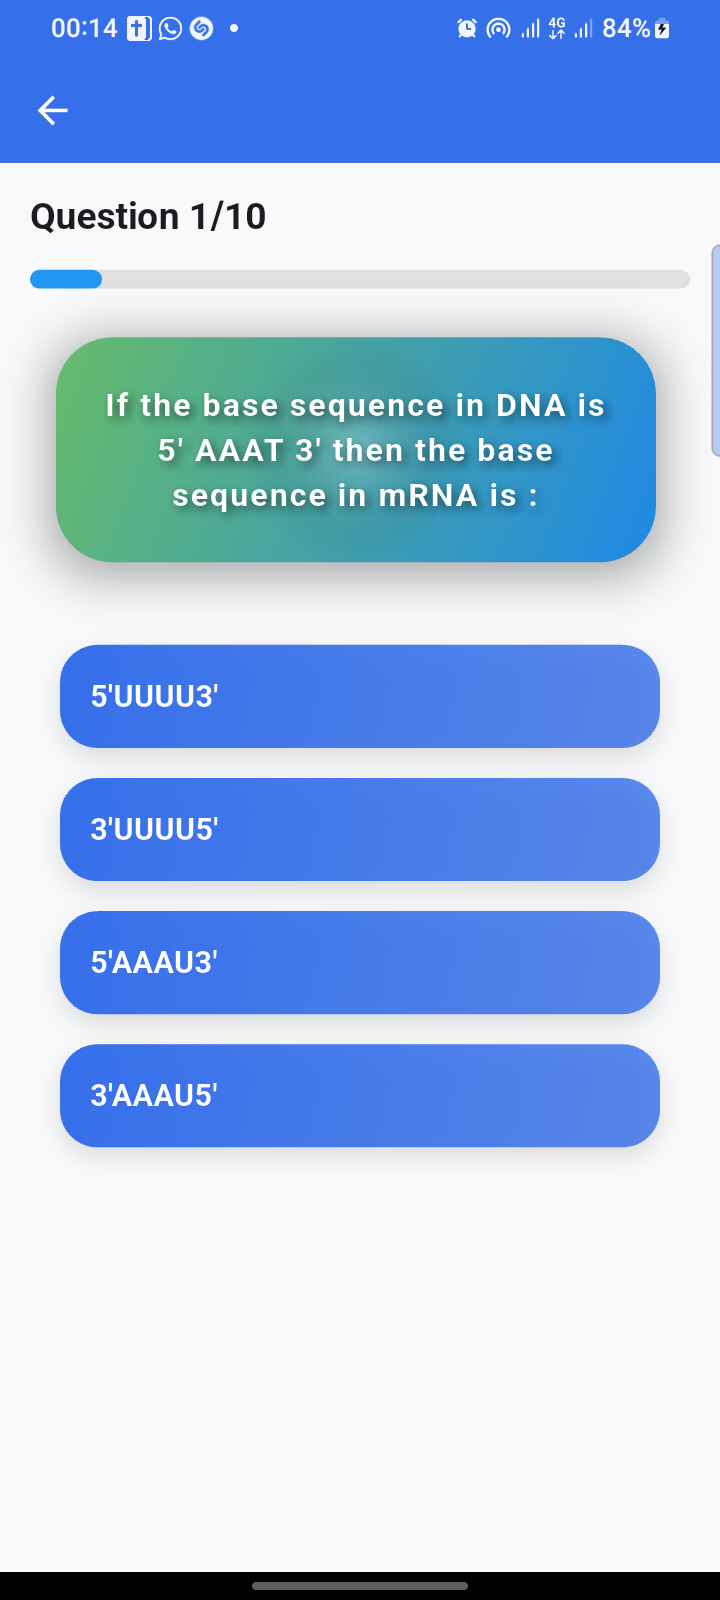 00:14 4G 84%
Question 1/10
If the base sequence in DNA is
5' AAAT 3' then the base
sequence in mRNA is :
5'UUUU3'
3'UUUU5'
5'AAAU3'
3'AAAU5'